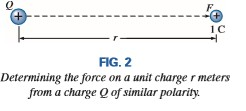 Q
F
+
+
1 C
r
FIG. 2
Determining the force on a unit charge r meters
from a charge Q of similar polarity.